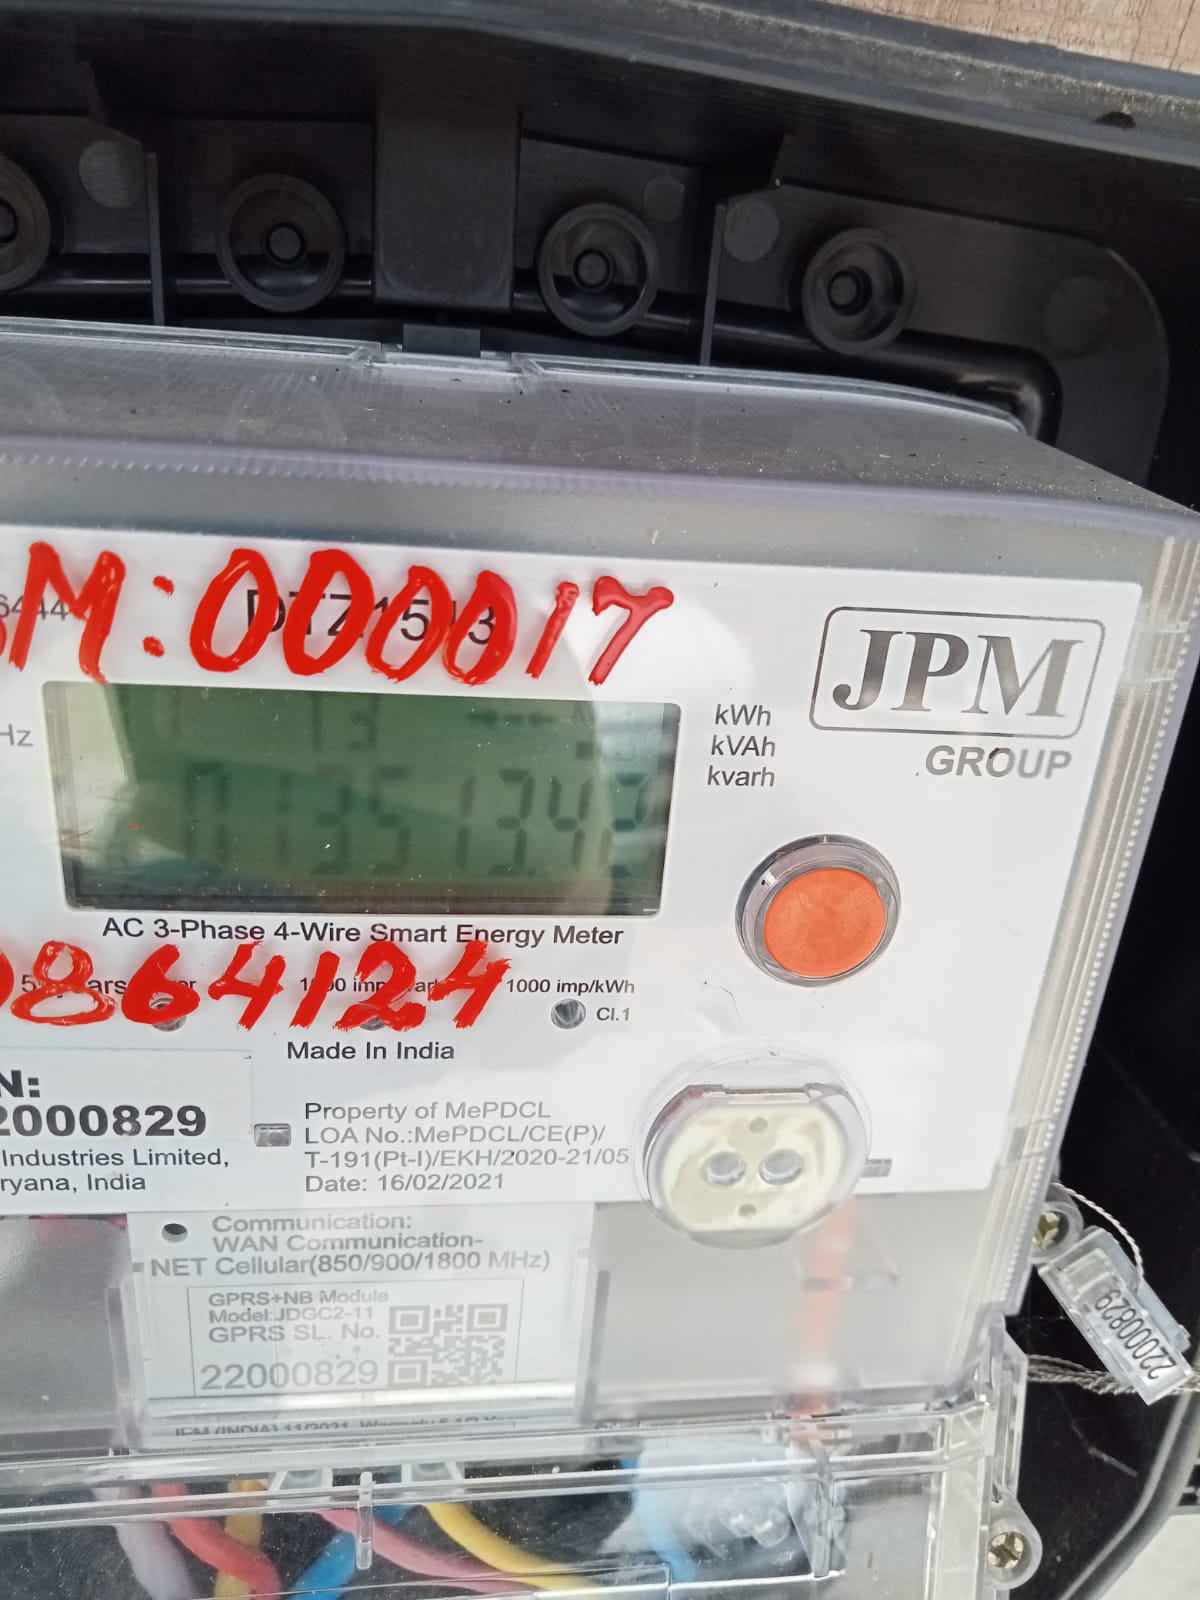 M:000017
JPM
GROUP
Hz
kWh
kVAh
kvarh
013513.42
AC 3-Phase 4-Wire Smart Energy Meter
864124
1000 imp/kWh
Cl.1
Made In India
N:
2000829
Industries Limited,
ryana, India
Property of MePDCL
LOA No.:MePDCL/CE(P)/
T-191(Pt-I)/EKH/2020-21/05
Date: 16/02/2021
Communication:
WAN Communication-
NET Cellular(850/900/1800 MHz)
GPRS+NB Module
Model:JDGC2-11
GPRS SL. No.
22000829
22000829